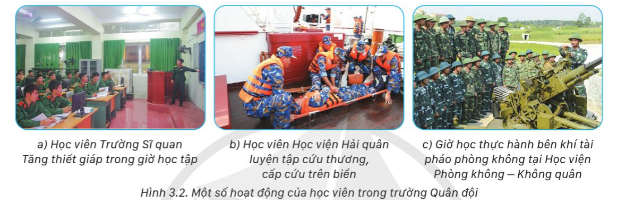 a) Học viên Trường Sĩ quan
Tăng thiết giáp trong giờ học tập
b) Học viên Học viện Hải quân
luyện tập cứu thương,
cấp cứu trên biển
c) Giờ học thực hành bên khí tài
pháo phòng không tại Học viện
Phòng không – Không quân
Hình 3.2. Một số hoạt động của học viên trong trường Quân đội